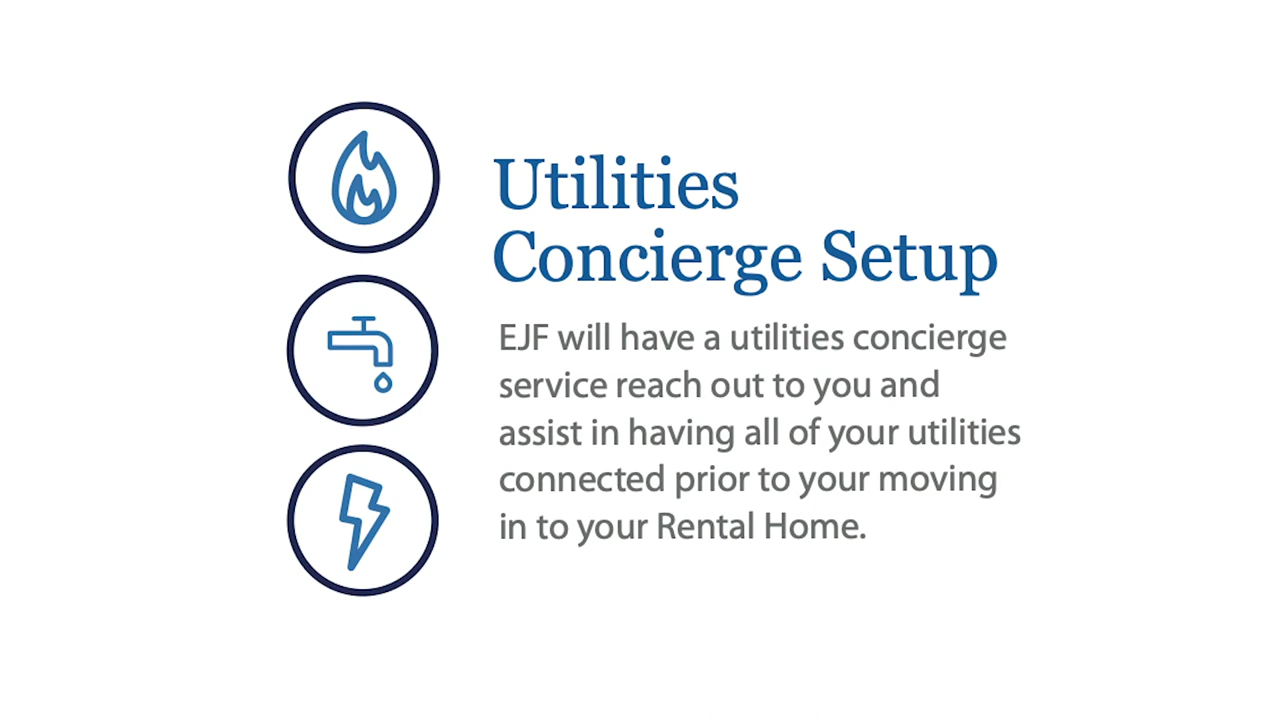 Utilities
Concierge Setup
EJF will have a utilities concierge
service reach out to you and
assist in having all of your utilities
connected prior to your moving
in to your Rental Home.